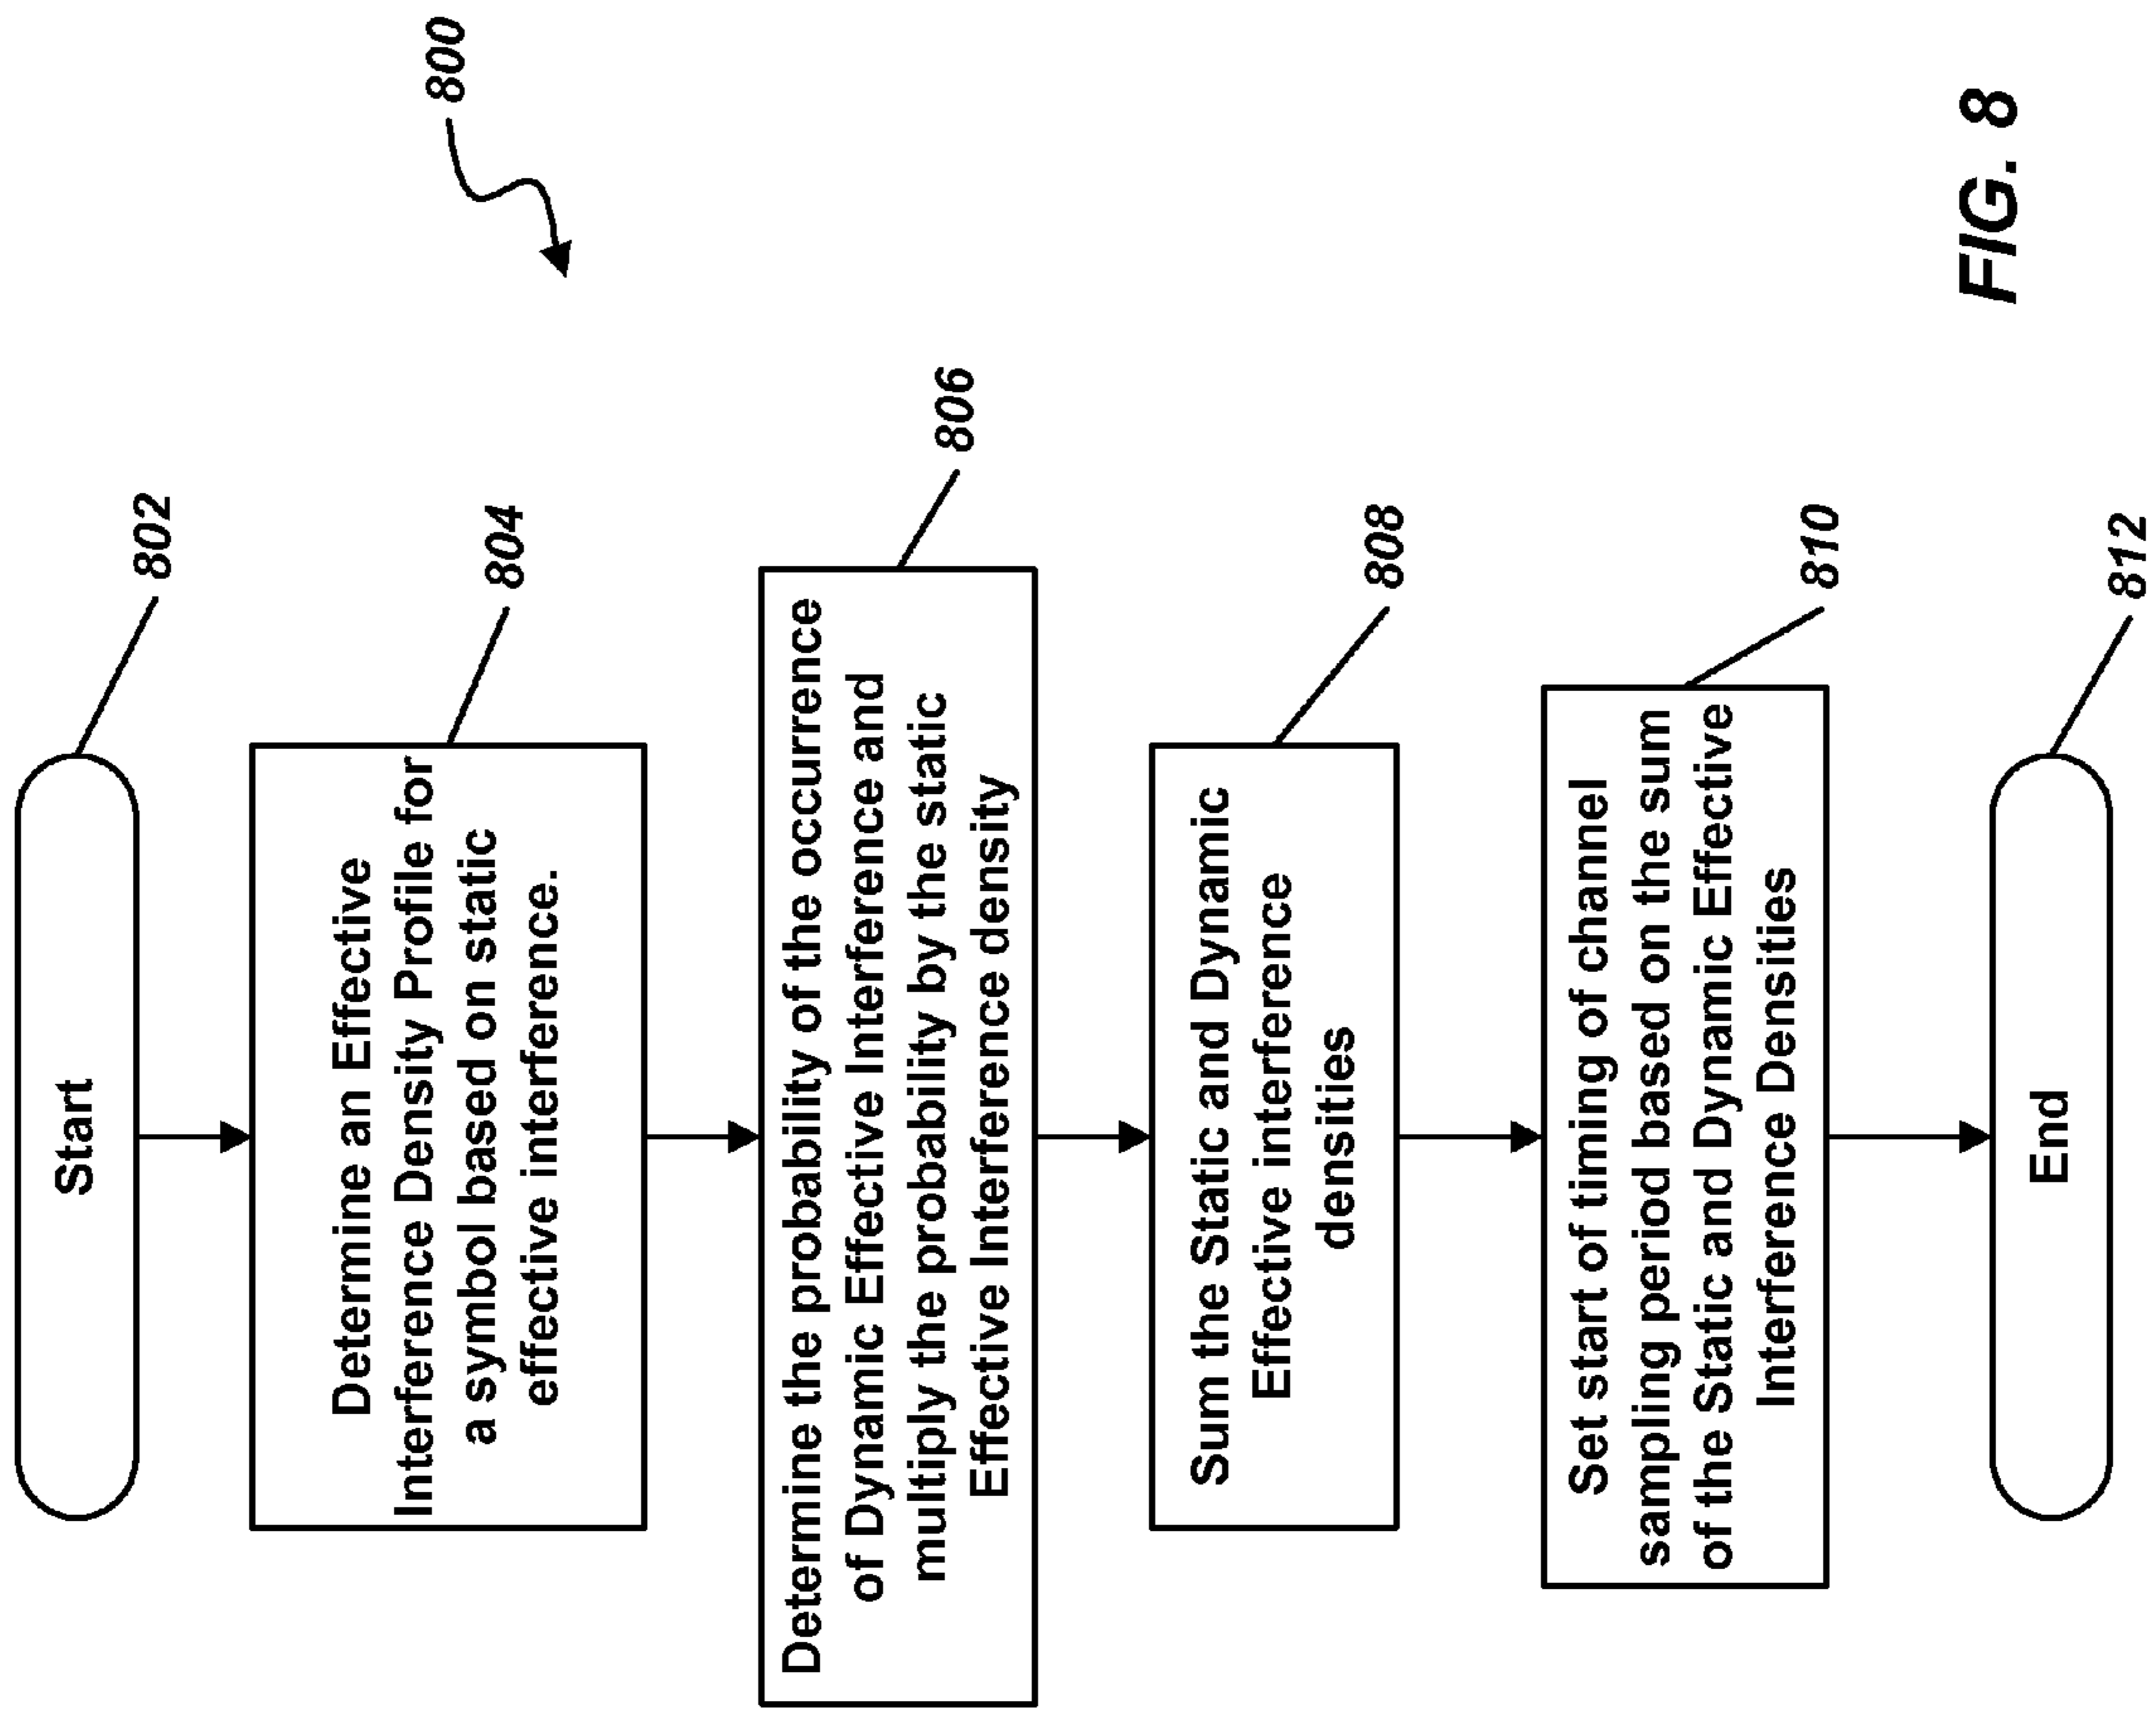 800
Start
802
Determine an Effective
Interference Density Profile for
a symbol based on static
effective interference.
804
Determine the probability of the occurrence
of Dynamic Effective Interference and
multiply the probability by the static
Effective Interference density
806
Sum the Static and Dynamic
Effective interference
densities
808
Set start of timing of channel
sampling period based on the sum
of the Static and Dynamic Effective
Interference Densities
810
End
812
FIG. 8